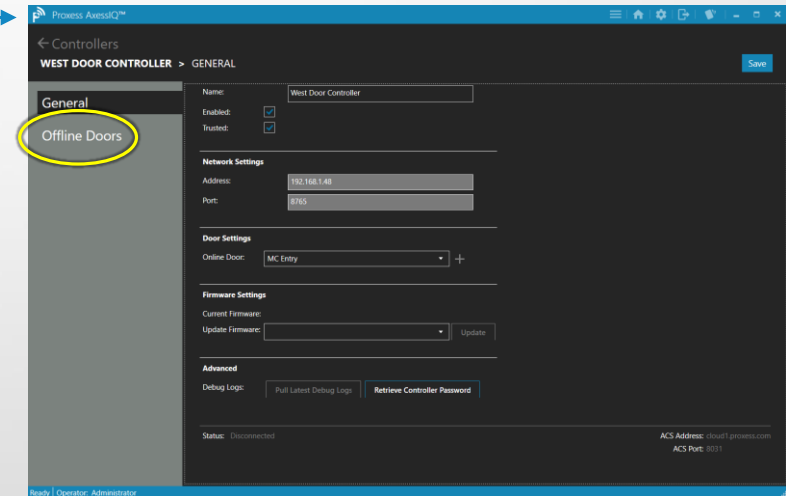 Proxess AxessIQ™
Controllers
WEST DOOR CONTROLLER > GENERAL
Save
General
Offline Doors
Name: West Door Controller
Enabled:
Trusted:
Network Settings
Address: 192.168.1.48
Port: 8765
Door Settings
Online Door: MC Entry
Firmware Settings
Current Firmware:
Update Firmware: Update
Advanced
Debug Logs: Pull Latest Debug Logs Retrieve Controller Password
Status: Disconnected ACS Address: cloud1.proxess.com
ACS Port: 8031
Ready Operator: Administrator